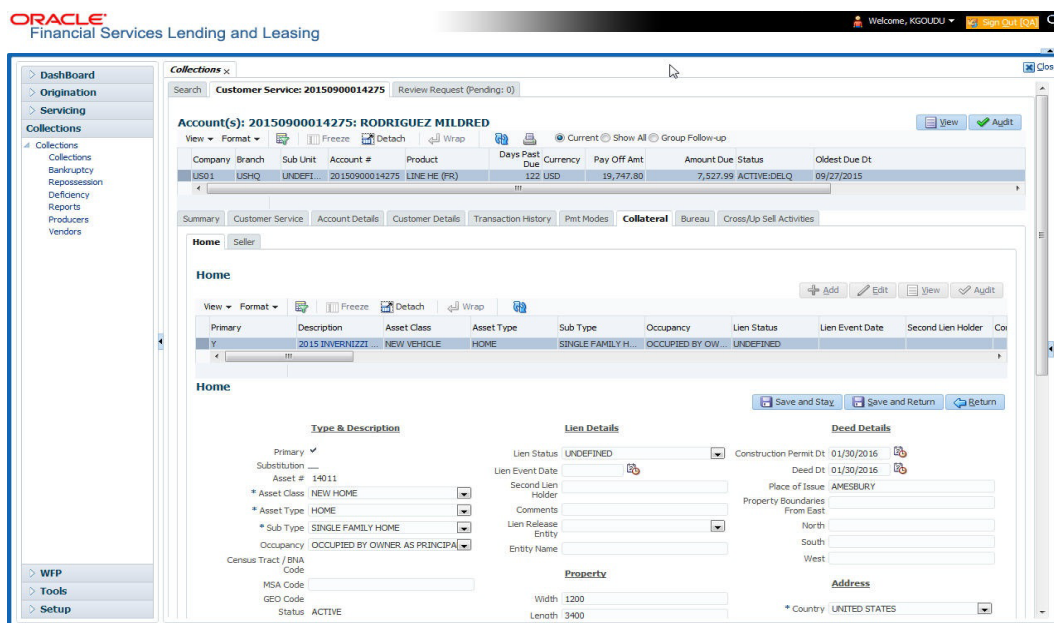 ORACLE
Financial Services Lending and Leasing
Welcome, KGOUDU
Sign Out [QA]
Clos
DashBoard
Origination
Servicing
Collections
Collections
Collections
Bankruptcy
Repossession
Deficiency
Reports
Producers
Vendors
WFP
Tools
Setup
Collections x
Search Customer Service: 20150900014275 Review Request (Pending: 0)
Account(s): 20150900014275: RODRIGUEZ MILDRED
View Audit
View Format Freeze Detach Wrap Current Show All Group Follow-up
Company Branch Sub Unit Account # Product Days Past Due Currency Pay Off Amt Amount Due Status Oldest Due Dt
US01 USHQ UNDEFI... 20150900014275 LINE HE (FR) 122 USD 19,747.80 7,527.99 ACTIVE:DELQ 09/27/2015
Summary Customer Service Account Details Customer Details Transaction History Pmt Modes Collateral Bureau Cross/Up Sell Activities
Home Seller
Home
Add Edit View Audit
View Format Freeze Detach Wrap
Primary Description Asset Class Asset Type Sub Type Occupancy Lien Status Lien Event Date Second Lien Holder Co
Y 2015 INVERNIZZI ... NEW VEHICLE HOME SINGLE FAMILY H... OCCUPIED BY OW... UNDEFINED
Home
Save and Stay Save and Return Return
Type & Description
Primary
Substitution
Asset # 14011
* Asset Class NEW HOME
* Asset Type HOME
* Sub Type SINGLE FAMILY HOME
Occupancy OCCUPIED BY OWNER AS PRINCIPA
Census Tract / BNA Code
MSA Code
GEO Code
Status ACTIVE
Lien Details
Lien Status UNDEFINED
Lien Event Date
Second Lien Holder
Comments
Lien Release Entity
Entity Name
Property
Width 1200
Length 3400
Deed Details
Construction Permit Dt 01/30/2016
Deed Dt 01/30/2016
Place of Issue AMESBURY
Property Boundaries From East
North
South
West
Address
* Country UNITED STATES